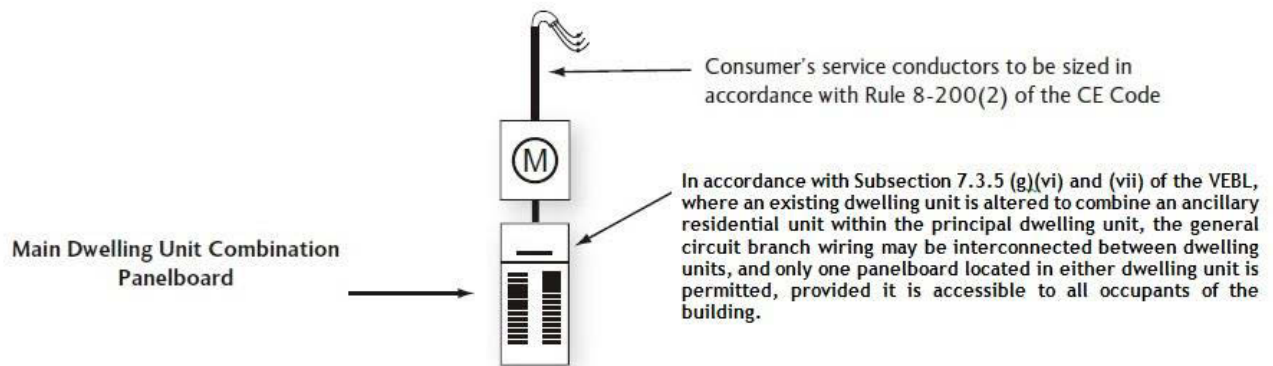 Consumer's service conductors to be sized in
accordance with Rule 8-200(2) of the CE Code
M
In accordance with Subsection 7.3.5 (g)(vi) and (vii) of the VEBL,
where an existing dwelling unit is altered to combine an ancillary
residential unit within the principal dwelling unit, the general
circuit branch wiring may be interconnected between dwelling
units, and only one panelboard located in either dwelling unit is
permitted, provided it is accessible to all occupants of the
building.
Main Dwelling Unit Combination
Panelboard